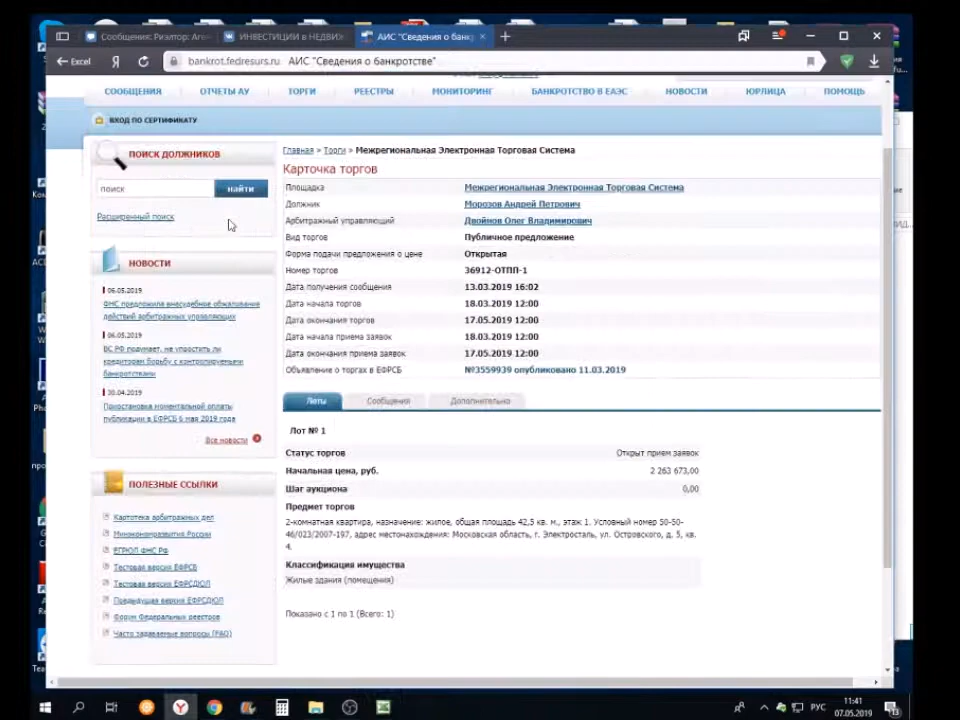 Сообщения: Риэлтор: Аге
ИНВЕСТИЦИИ в НЕДВИЖ
АИС "Сведения о банк
Excel
bankrot.fedresurs.ru АИС "Сведения о банкротстве"
СООБЩЕНИЯ ОТЧЕТЫ АУ ТОРГИ РЕЕСТРЫ МОНИТОРИНГ БАНКРОТСТВО В ЕАЭС НОВОСТИ ЮРЛИЦА ПОМОЩЬ
ВХОД ПО СЕРТИФИКАТУ
ПОИСК ДОЛЖНИКОВ
поиск
найти
Расширенный поиск
НОВОСТИ
06.05.2019
ФНС предложила внесудебное обжалование
действий арбитражных управляющих
06.05.2019
ВС РФ подумает, не упростить ли
кредиторам борьбу с контролируемыми
банкротствами
30.04.2019
Приостановка моментальной оплаты
публикации в ЕФРСБ 6 мая 2019 года
Все новости
ПОЛЕЗНЫЕ ССЫЛКИ
Картотека арбитражных дел
Минэкономразвития России
ЕГРЮЛ ФНС РФ
Тестовая версия ЕФРСБ
Тестовая версия ЕФРСДЮЛ
Предыдущая версия ЕФРСДЮЛ
Форум Федеральных реестров
Часто задаваемые вопросы (FAQ)
Главная > Торги > Межрегиональная Электронная Торговая Система
Карточка торгов
Площадка Межрегиональная Электронная Торговая Система
Должник Морозов Андрей Петрович
Арбитражный управляющий Двойнов Олег Владимирович
Вид торгов Публичное предложение
Форма подачи предложения о цене Открытая
Номер торгов 36912-ОТПП-1
Дата получения сообщения 13.03.2019 16:02
Дата начала торгов 18.03.2019 12:00
Дата окончания торгов 17.05.2019 12:00
Дата начала приема заявок 18.03.2019 12:00
Дата окончания приема заявок 17.05.2019 12:00
Объявление о торгах в ЕФРСБ №3559939 опубликовано 11.03.2019
Лоты Сообщения Дополнительно
Лот № 1
Статус торгов Открыт прием заявок
Начальная цена, руб. 2 263 673,00
Шаг аукциона 0,00
Предмет торгов
2-комнатная квартира, назначение: жилое, общая площадь 42,5 кв. м., этаж 1. Условный номер 50-50-
46/023/2007-197, адрес местонахождения: Московская область, г. Электросталь, ул. Островского, д. 5, кв.
4.
Классификация имущества
Жилые здания (помещения)
Показано с 1 по 1 (Всего: 1)
РУС
11:41
07.05.2019